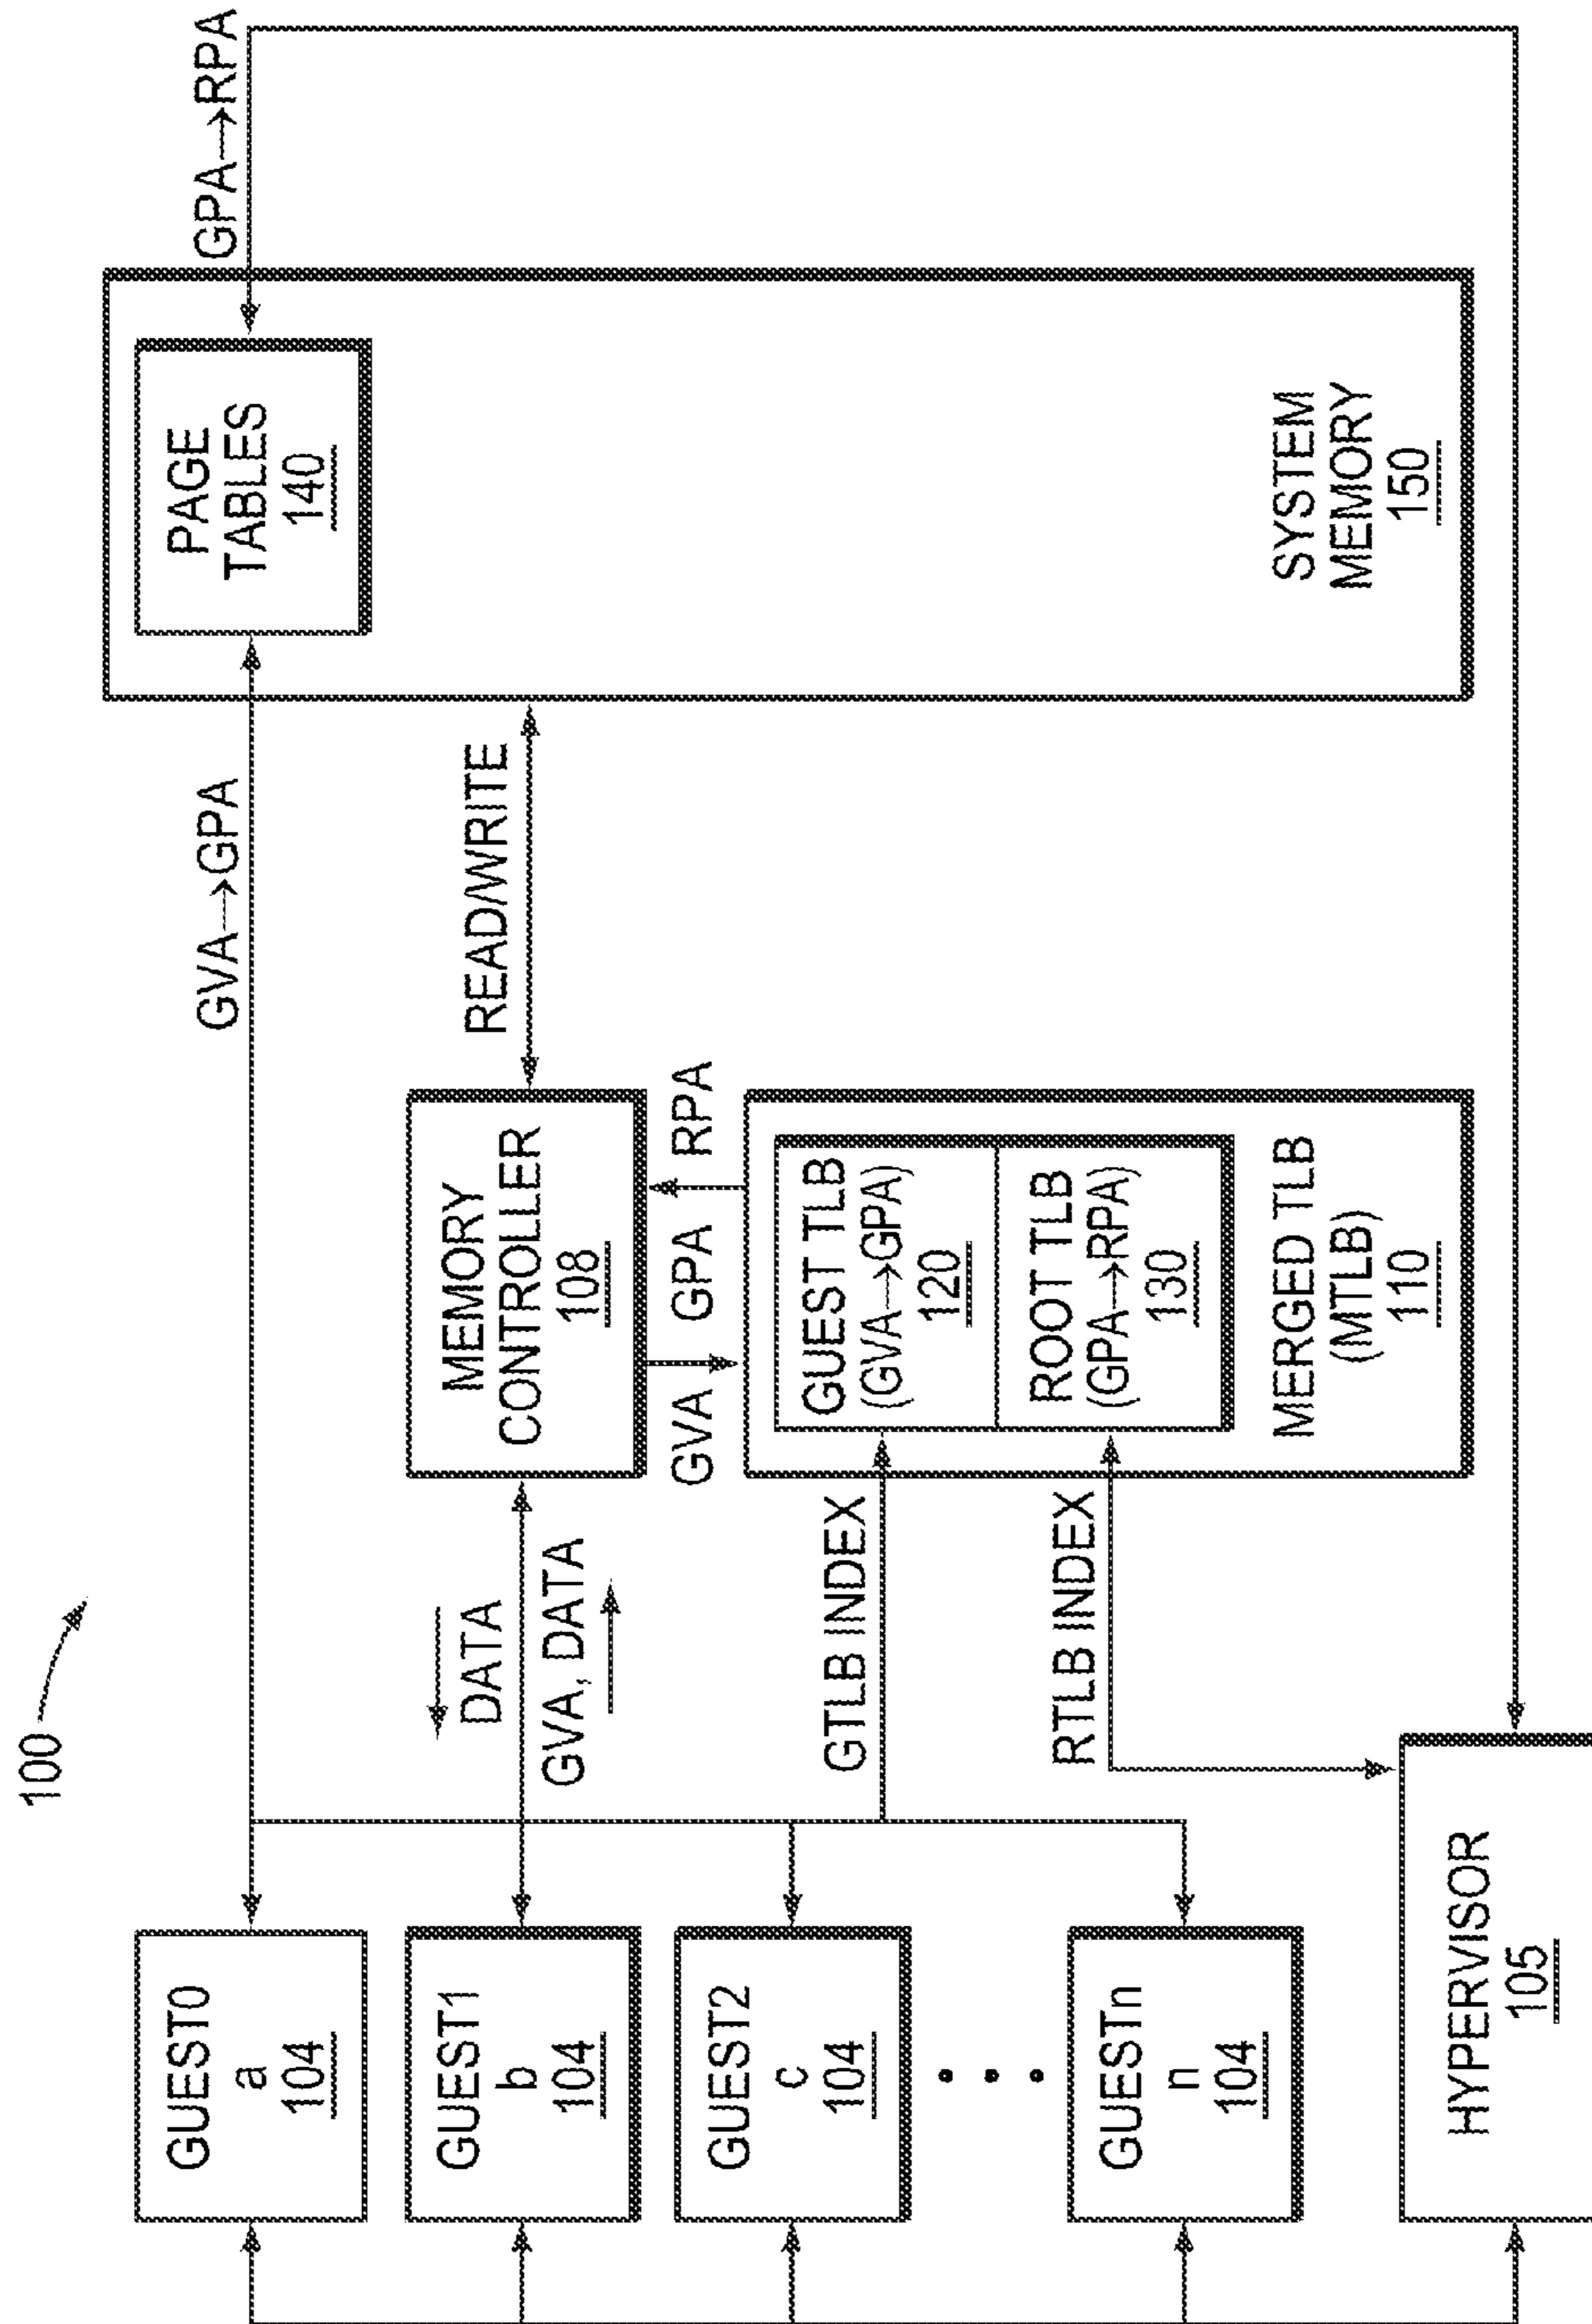 100
GUEST0
a
104
GUEST1
b
104
GUEST2
c
104
GUESTn
n
104
HYPERVISOR
105
DATA
GVA, DATA
GTLB INDEX
RTLB INDEX
MEMORY
CONTROLLER
108
GVA GPA RPA
GUEST TLB
(GVA→GPA)
120
ROOT TLB
(GPA→RPA)
130
MERGED TLB
(MTLB)
110
GVA→GPA
READ/WRITE
PAGE
TABLES
140
SYSTEM
MEMORY
150
GPA→RPA